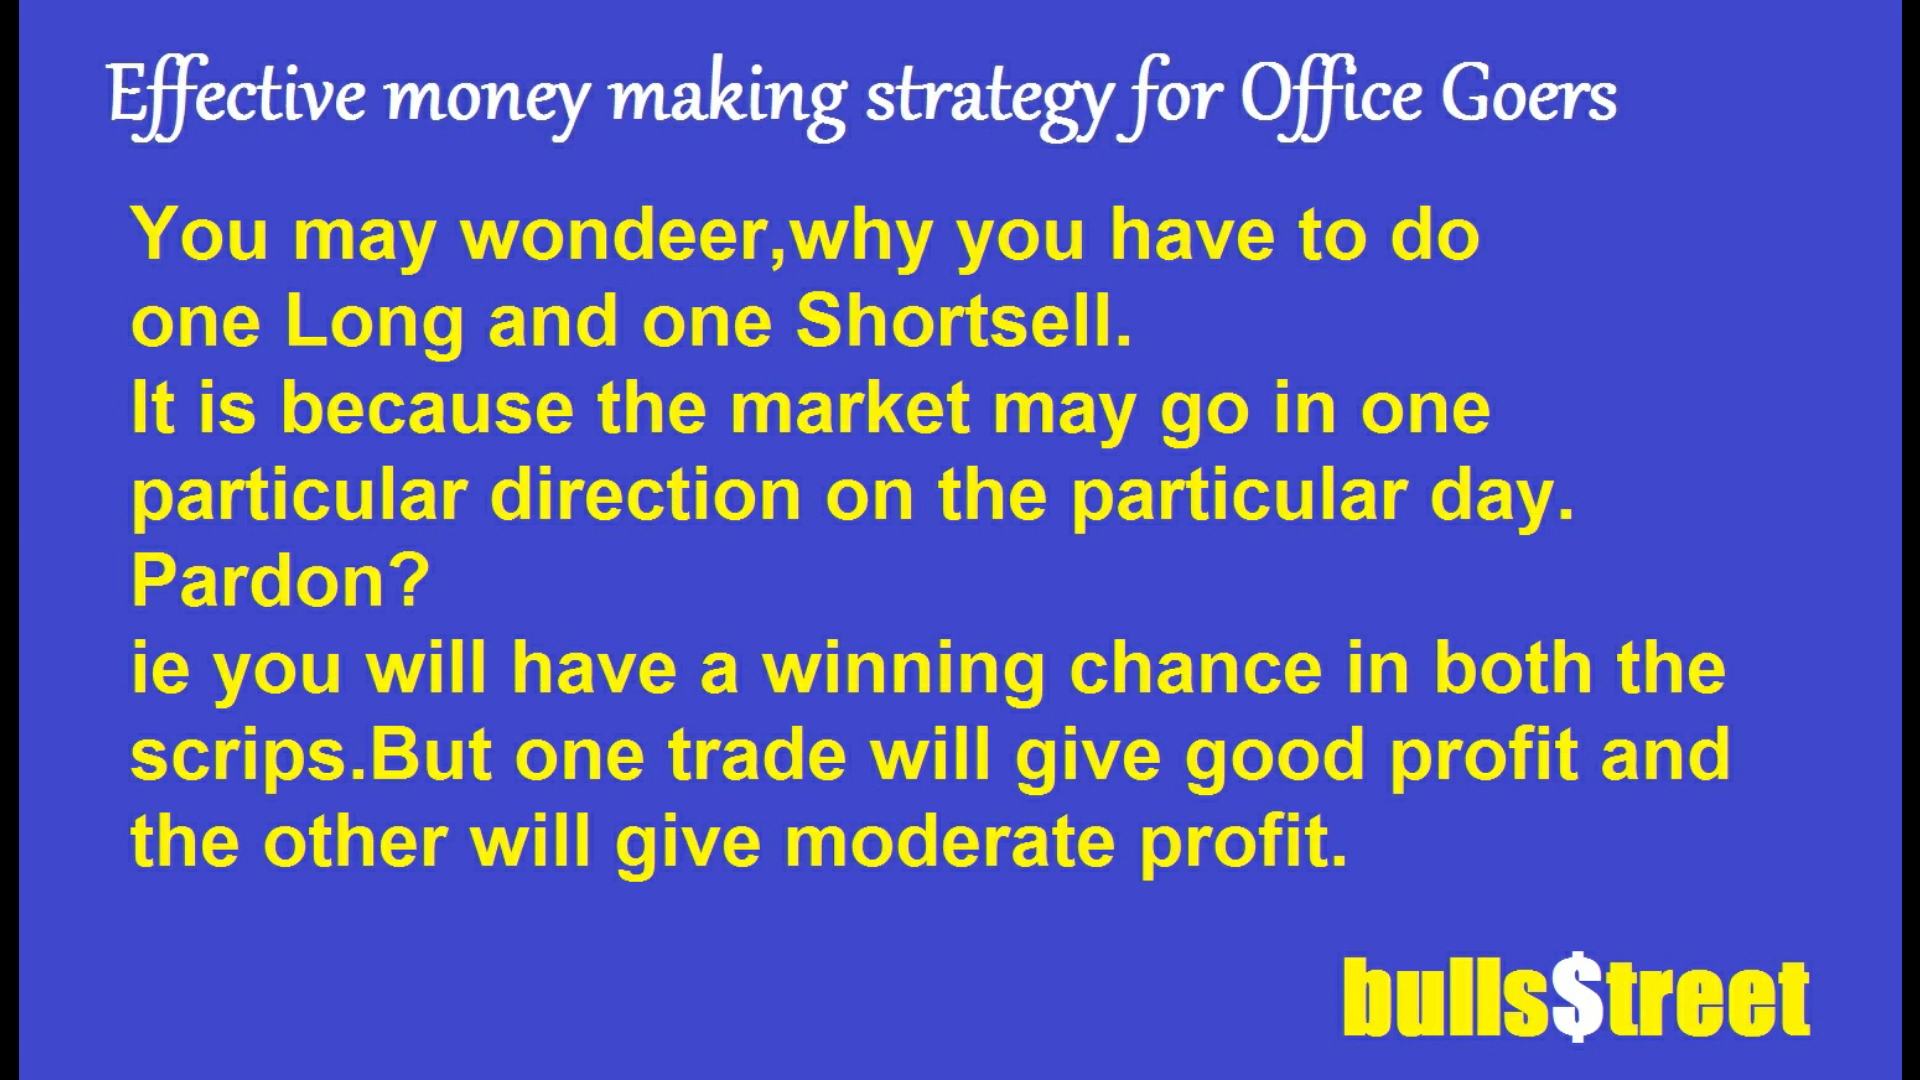 Effective money making strategy for Office Goers
You may wondeer,why you have to do
one Long and one Shortsell.
It is because the market may go in one
particular direction on the particular day.
Pardon?
ie you will have a winning chance in both the
scrips.But one trade will give good profit and
the other will give moderate profit.
bulls$treet